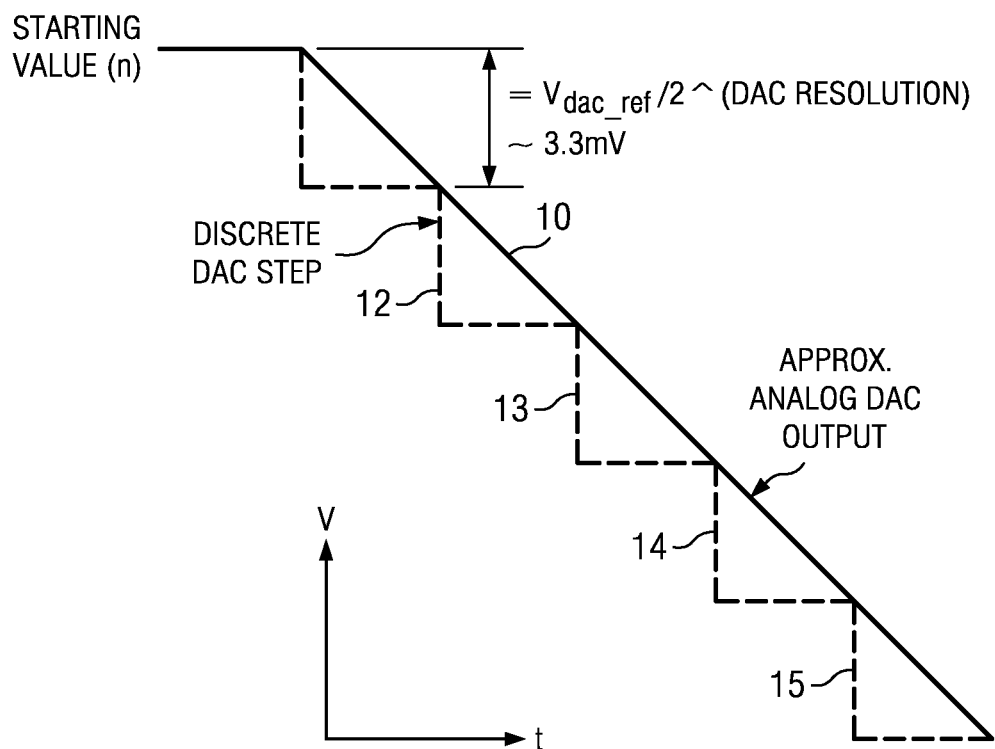 STARTING
VALUE (n)
= Vdac_ref/2^(DAC RESOLUTION)
~ 3.3mV
10
DISCRETE
DAC STEP
12
APPROX.
ANALOG DAC
OUTPUT
13
V
14
15
t